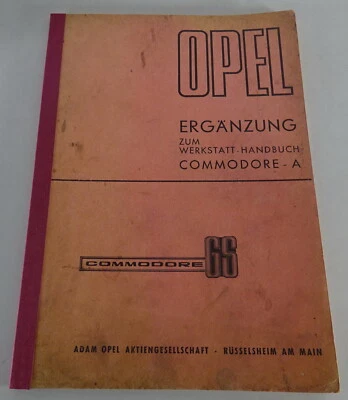 OPEL
ERGÄNZUNG
ZUM
WERKSTATT-HANDBUCH
COMMODORE - A
COMMODORE GS
ADAM OPEL AKTIENGESELLSCHAFT · RÜSSELSHEIM AM MAIN